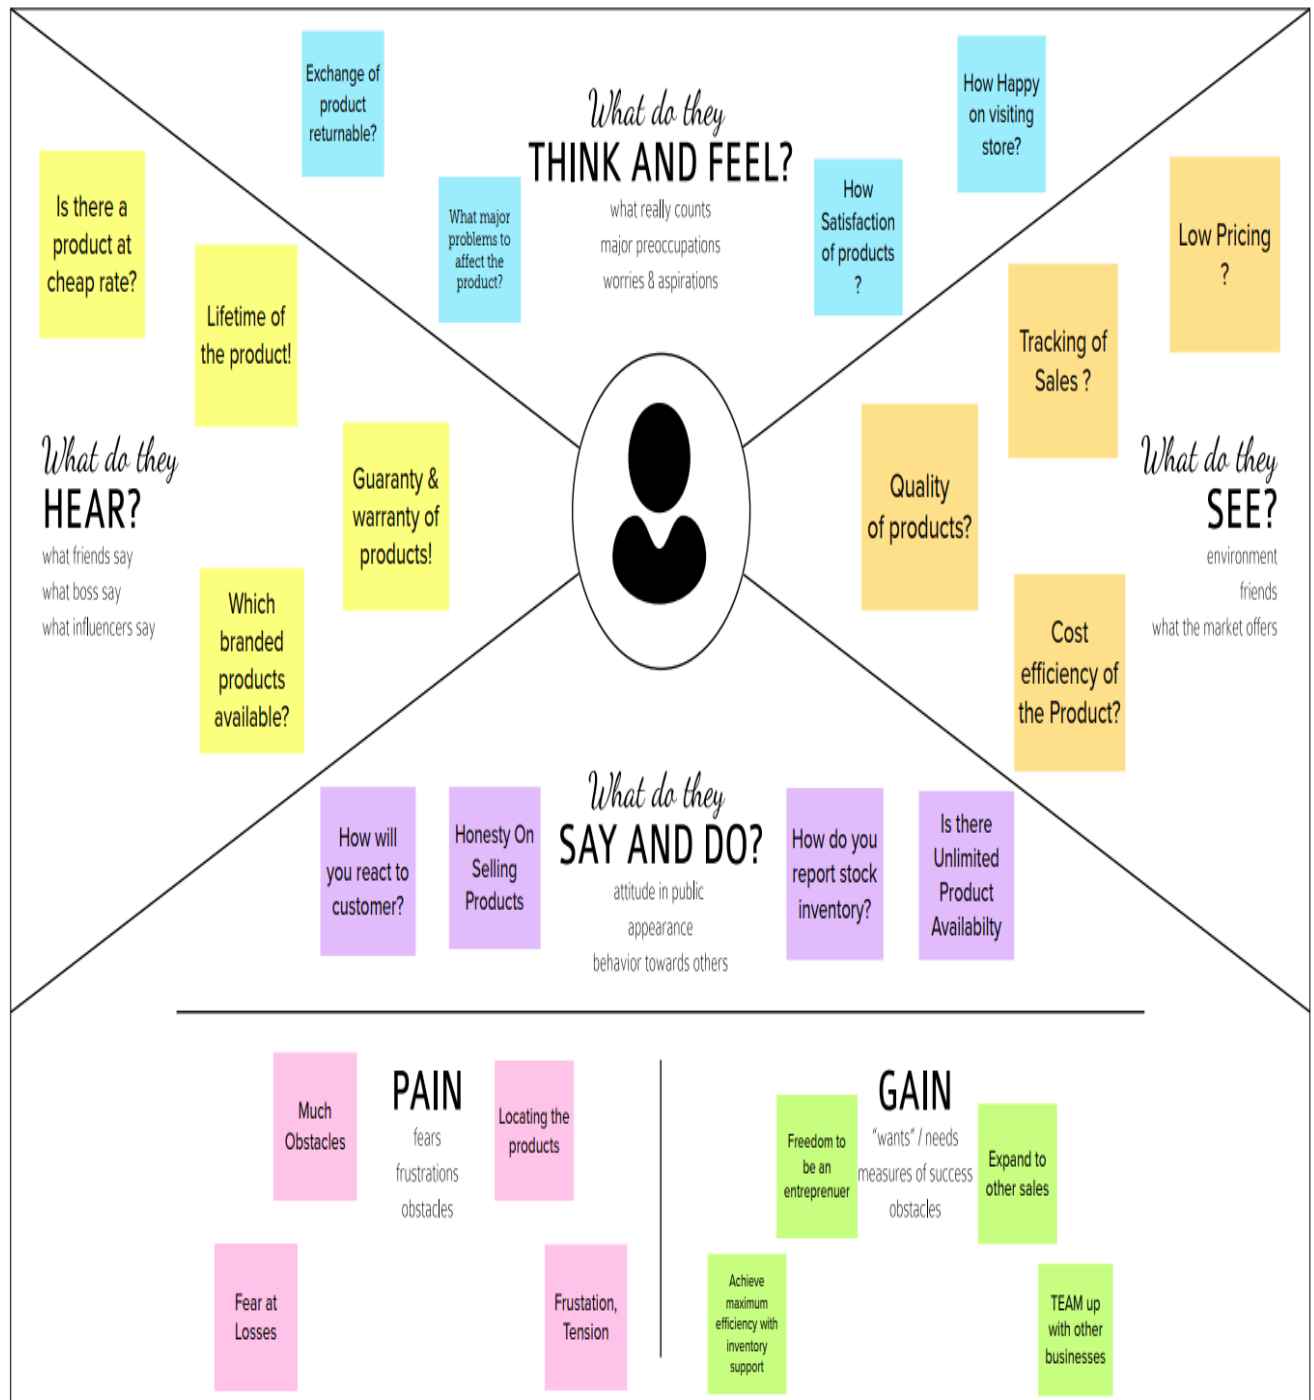 What do they
THINK AND FEEL?
what really counts
major preoccupations
worries & aspirations
Exchange of
product
returnable?
What major
problems to
affect the
product?
How
Satisfaction
of products
?
How Happy
on visiting
store?
What do they
HEAR?
what friends say
what boss say
what influencers say
Is there a
product at
cheap rate?
Lifetime of
the product!
Guaranty &
warranty of
products!
Which
branded
products
available?
What do they
SEE?
environment
friends
what the market offers
Low Pricing
?
Tracking of
Sales ?
Quality
of products?
Cost
efficiency of
the Product?
What do they
SAY AND DO?
attitude in public
appearance
behavior towards others
How will
you react to
customer?
Honesty On
Selling
Products
How do you
report stock
inventory?
Is there
Unlimited
Product
Availabilty
PAIN
fears
frustrations
obstacles
Much
Obstacles
Locating the
products
Fear at
Losses
Frustation,
Tension
GAIN
"wants" / needs
measures of success
obstacles
Freedom to
be an
entreprenuer
Expand to
other sales
Achieve
maximum
efficiency with
inventory
support
TEAM up
with other
businesses